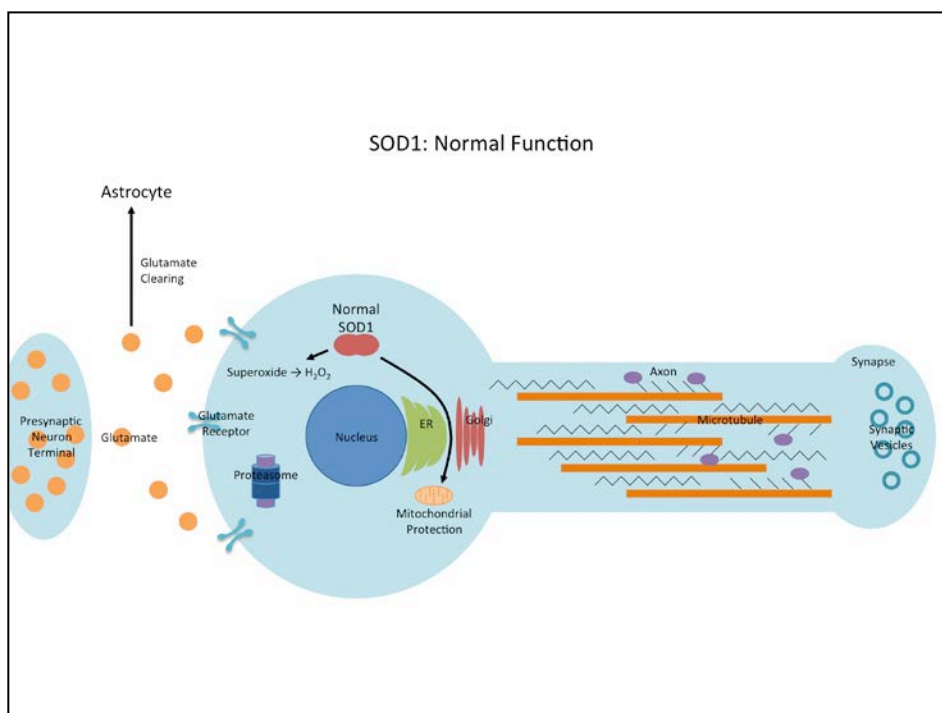 SOD1: Normal Function
Astrocyte
Glutamate
Clearing
Normal
SOD1
Superoxide → H₂O₂
Presynaptic
Neuron
Terminal
Glutamate
Glutamate
Receptor
Proteasome
Nucleus
ER
Golgi
Mitochondrial
Protection
Axon
Microtubule
Synapse
Synaptic
Vesicles